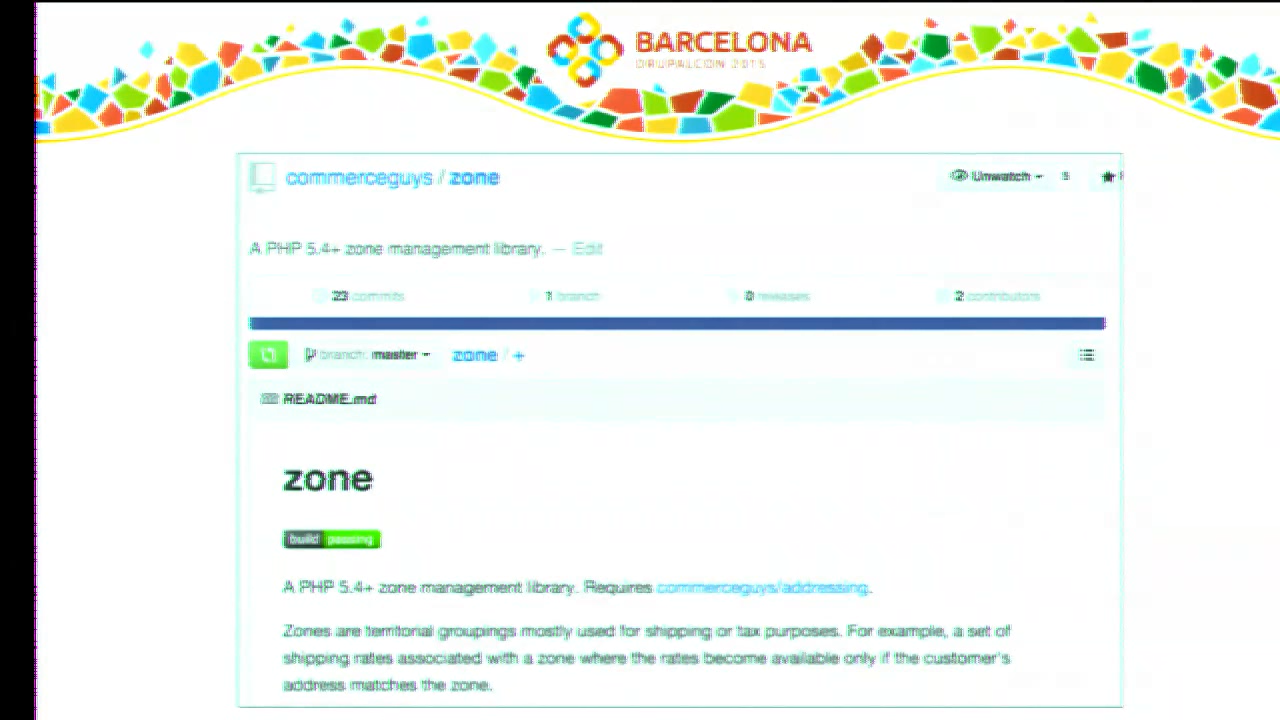 BARCELONA
DRUPALCON 2015
commerceguys / zone
Unwatch 5
A PHP 5.4+ zone management library. — Edit
23 commits 1 branch 0 releases 2 contributors
branch: master zone / +
README.md
zone
build passing
A PHP 5.4+ zone management library. Requires commerceguys/addressing.
Zones are territorial groupings mostly used for shipping or tax purposes. For example, a set of
shipping rates associated with a zone where the rates become available only if the customer's
address matches the zone.